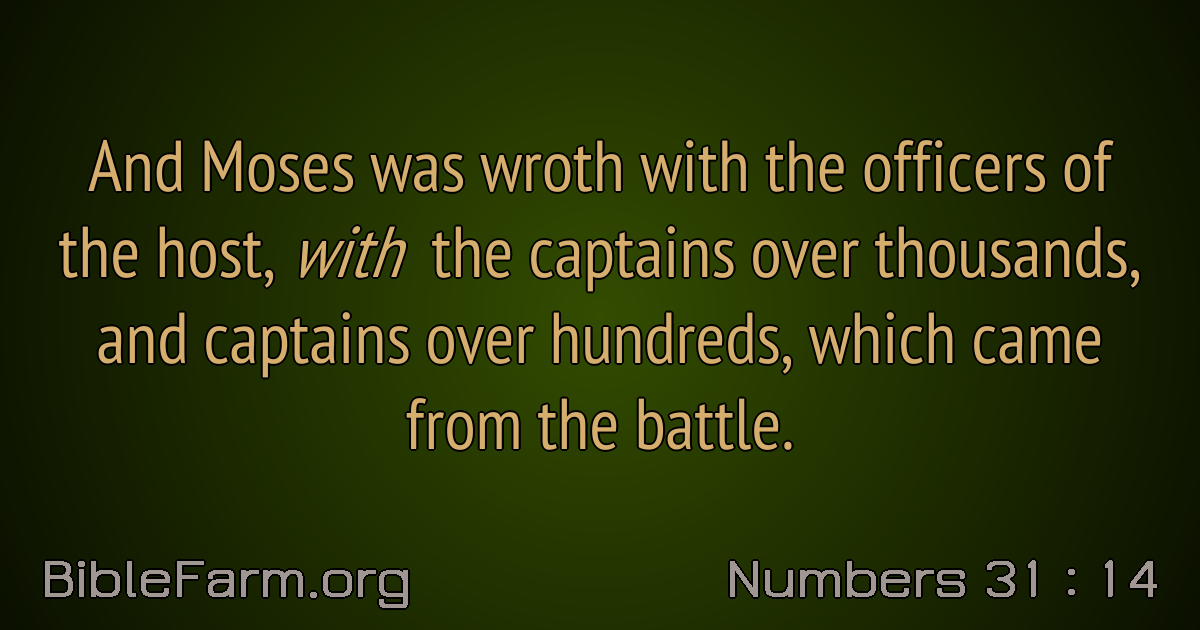 And Moses was wroth with the officers of
the host, with the captains over thousands,
and captains over hundreds, which came
from the battle.
BibleFarm.org
Numbers 31 : 14